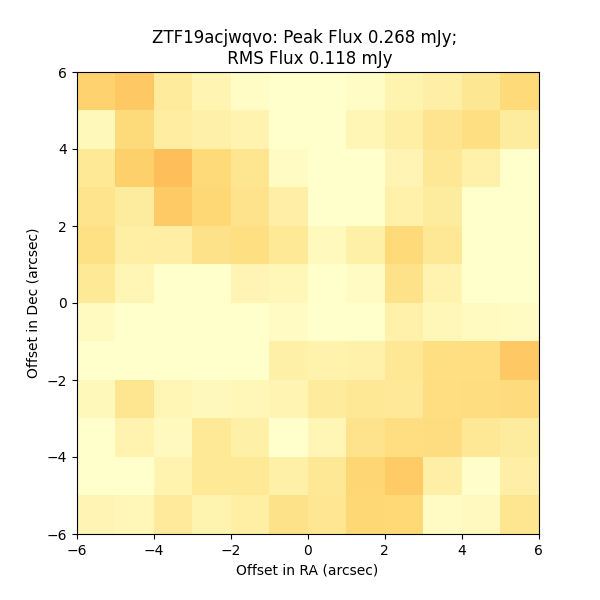 ZTF19acjwqvo: Peak Flux 0.268 mJy;
RMS Flux 0.118 mJy
6
4
2
0
−2
−4
−6
Offset in Dec (arcsec)
−6 −4 −2 0 2 4 6
Offset in RA (arcsec)